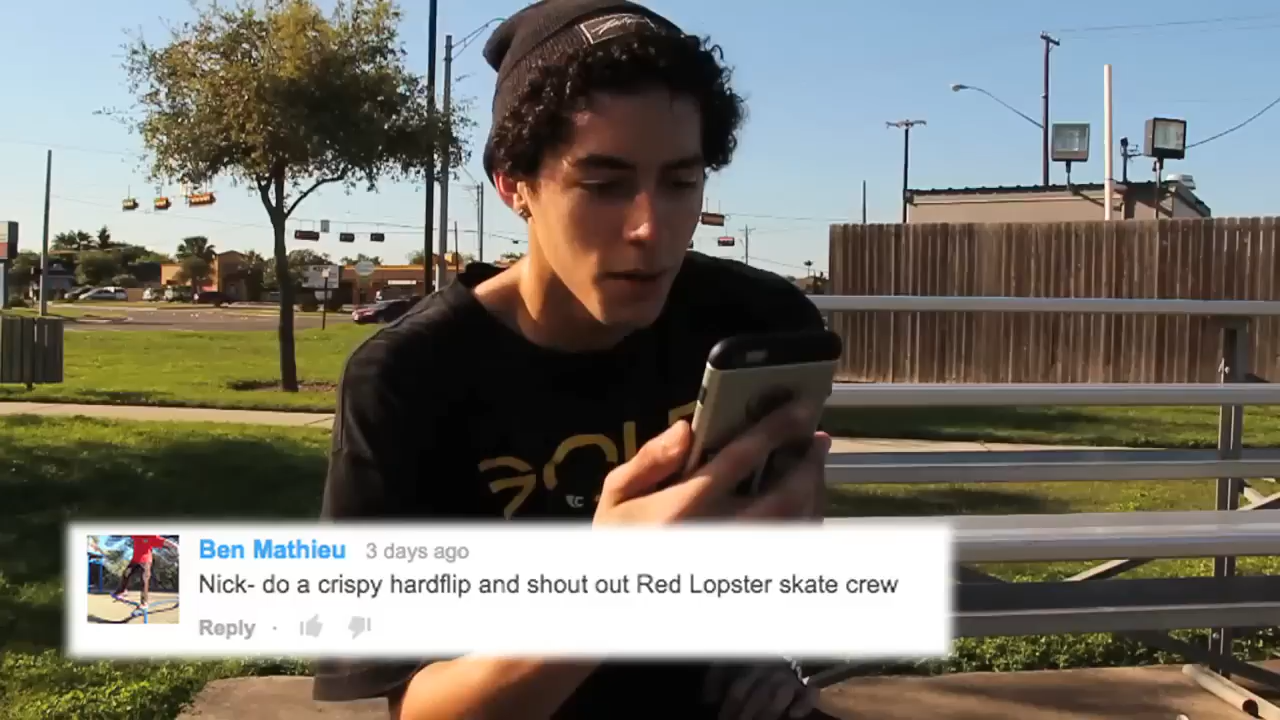 Ben Mathieu 3 days ago
Nick- do a crispy hardflip and shout out Red Lopster skate crew
Reply ·